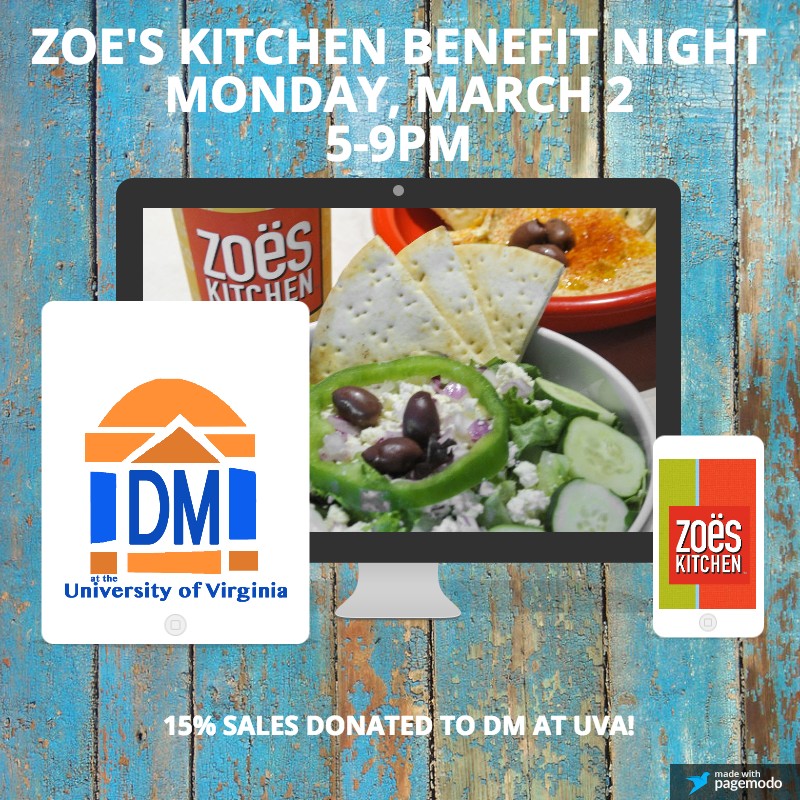 ZOE'S KITCHEN BENEFIT NIGHT
MONDAY, MARCH 2
5-9PM
ZOËS
KITCHEN
DM
at the
University of Virginia
ZOËS
KITCHEN
15% SALES DONATED TO DM AT UVA!
made with
pagemodo